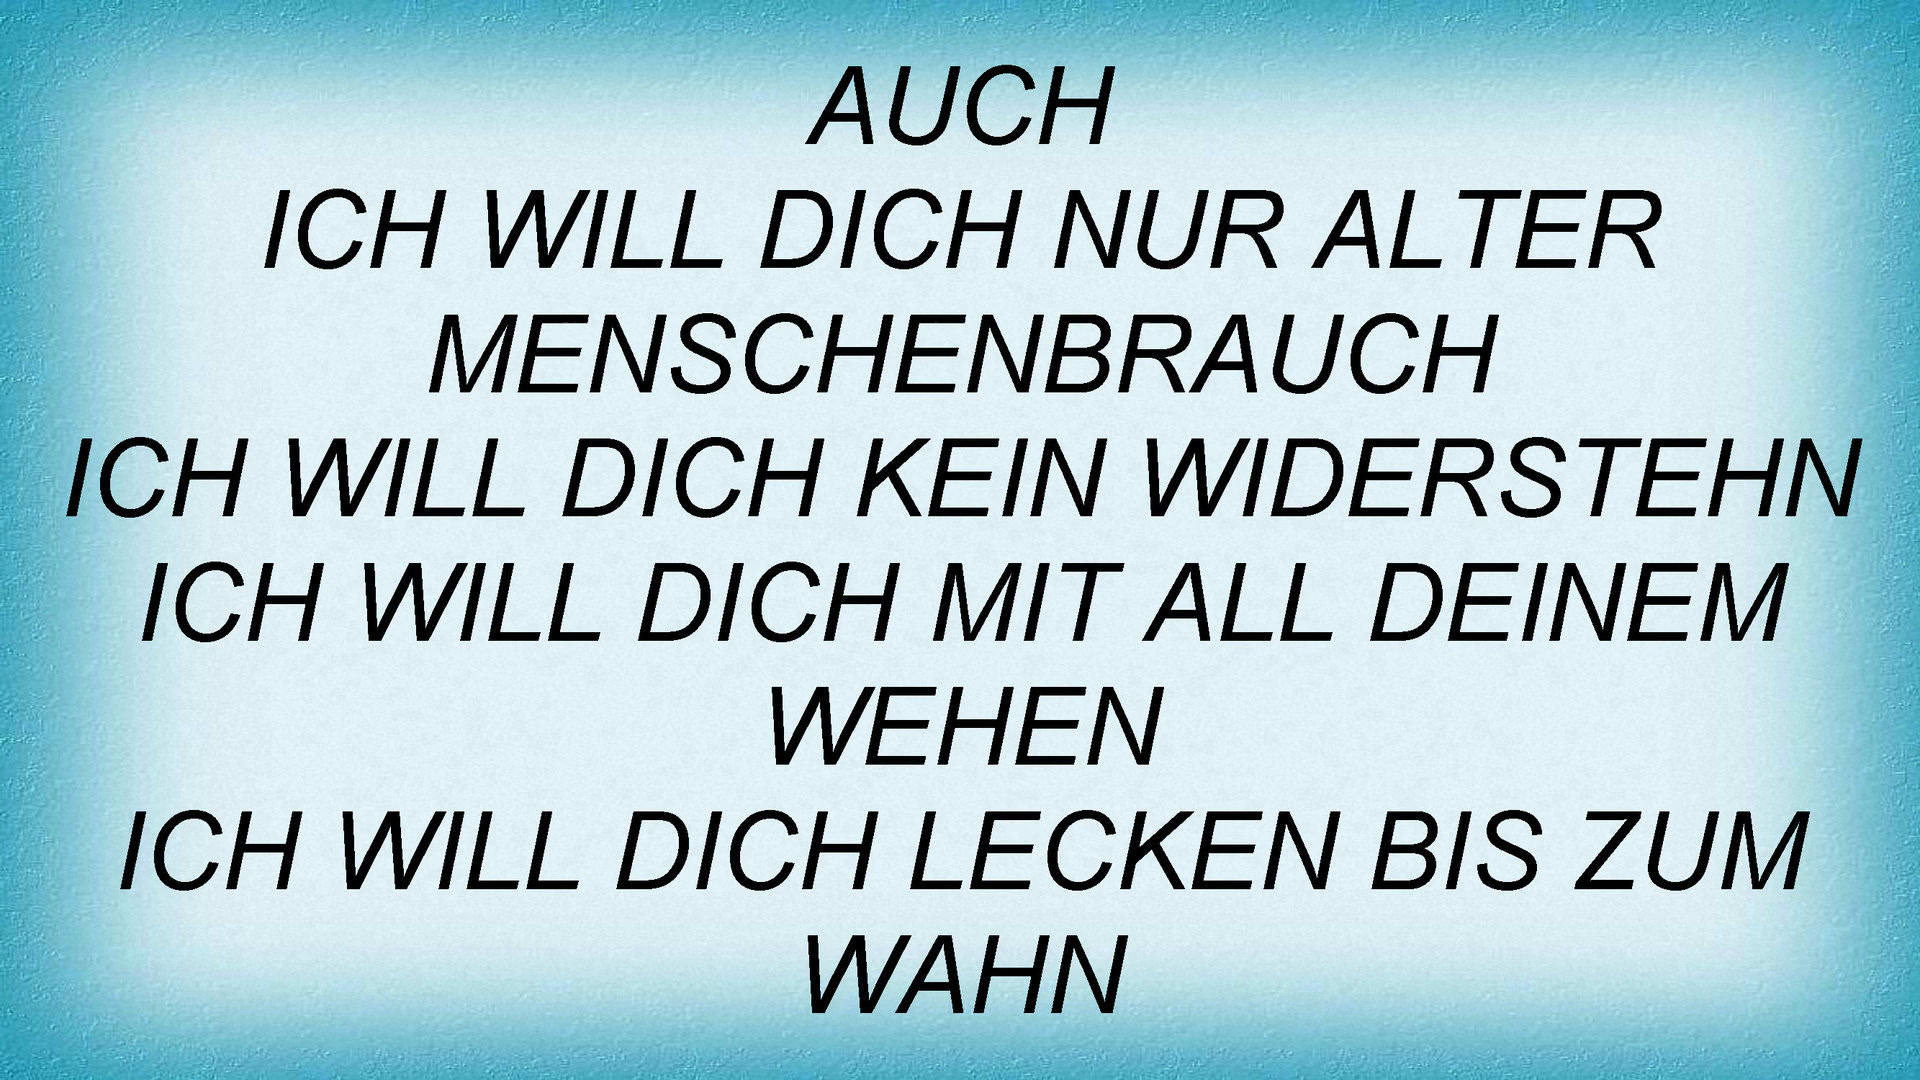 AUCH
ICH WILL DICH NUR ALTER
MENSCHENBRAUCH
ICH WILL DICH KEIN WIDERSTEHN
ICH WILL DICH MIT ALL DEINEM
WEHEN
ICH WILL DICH LECKEN BIS ZUM
WAHN